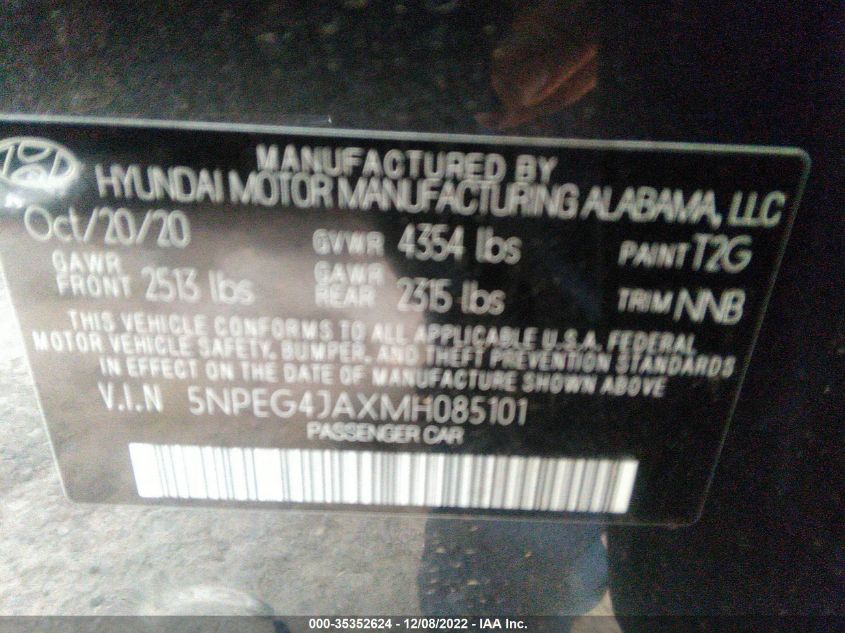 MANUFACTURED BY
HYUNDAI MOTOR MANUFACTURING ALABAMA, LLC
Oct/20/20 GVWR 4354 lbs PAINT T2G
GAWR FRONT 2513 lbs GAWR REAR 2315 lbs TRIM NNB
THIS VEHICLE CONFORMS TO ALL APPLICABLE U.S.A. FEDERAL
MOTOR VEHICLE SAFETY, BUMPER, AND THEFT PREVENTION STANDARDS
IN EFFECT ON THE DATE OF MANUFACTURE SHOWN ABOVE
V.I.N 5NPEG4JAXMH085101
PASSENGER CAR
000-35352624 - 12/08/2022 - IAA Inc.